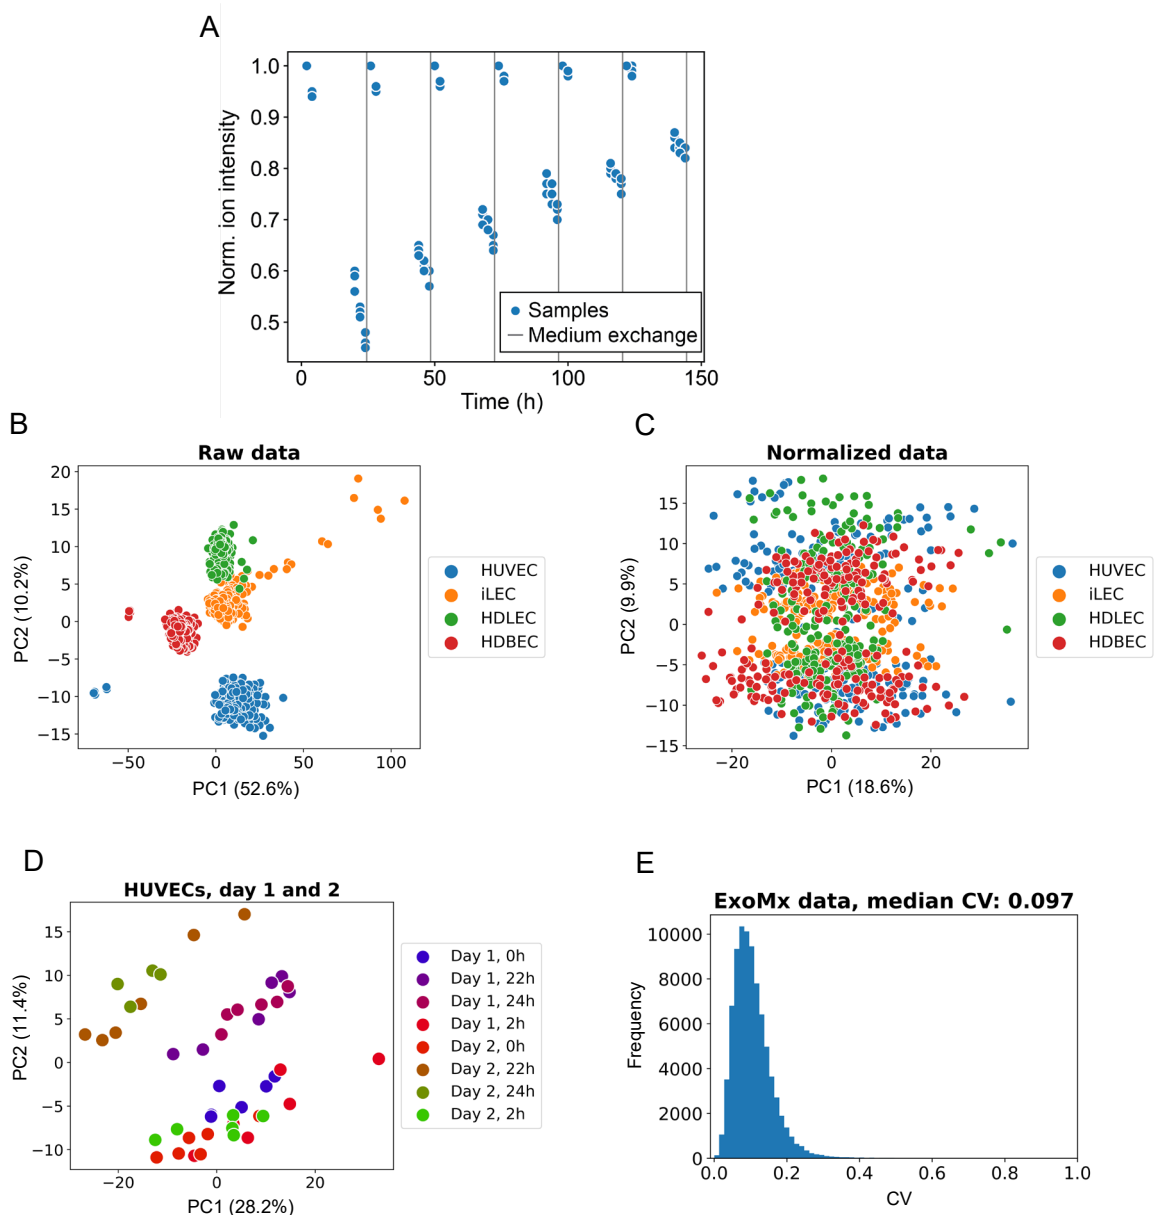 A
Norm. ion intensity
1.0
0.9
0.8
0.7
0.6
0.5
Samples
Medium exchange
0
50
100
150
Time (h)
B
Raw data
PC2 (10.2%)
20
15
10
5
0
−5
−10
−15
−50
0
50
100
PC1 (52.6%)
HUVEC
iLEC
HDLEC
HDBEC
C
Normalized data
PC2 (9.9%)
15
10
5
0
−5
−10
−15
−20
0
20
PC1 (18.6%)
HUVEC
iLEC
HDLEC
HDBEC
D
HUVECs, day 1 and 2
PC2 (11.4%)
15
10
5
0
−5
−10
−20
0
20
PC1 (28.2%)
Day 1, 0h
Day 1, 22h
Day 1, 24h
Day 1, 2h
Day 2, 0h
Day 2, 22h
Day 2, 24h
Day 2, 2h
E
ExoMx data, median CV: 0.097
Frequency
10000
8000
6000
4000
2000
0
0.0
0.2
0.4
0.6
0.8
1.0
CV